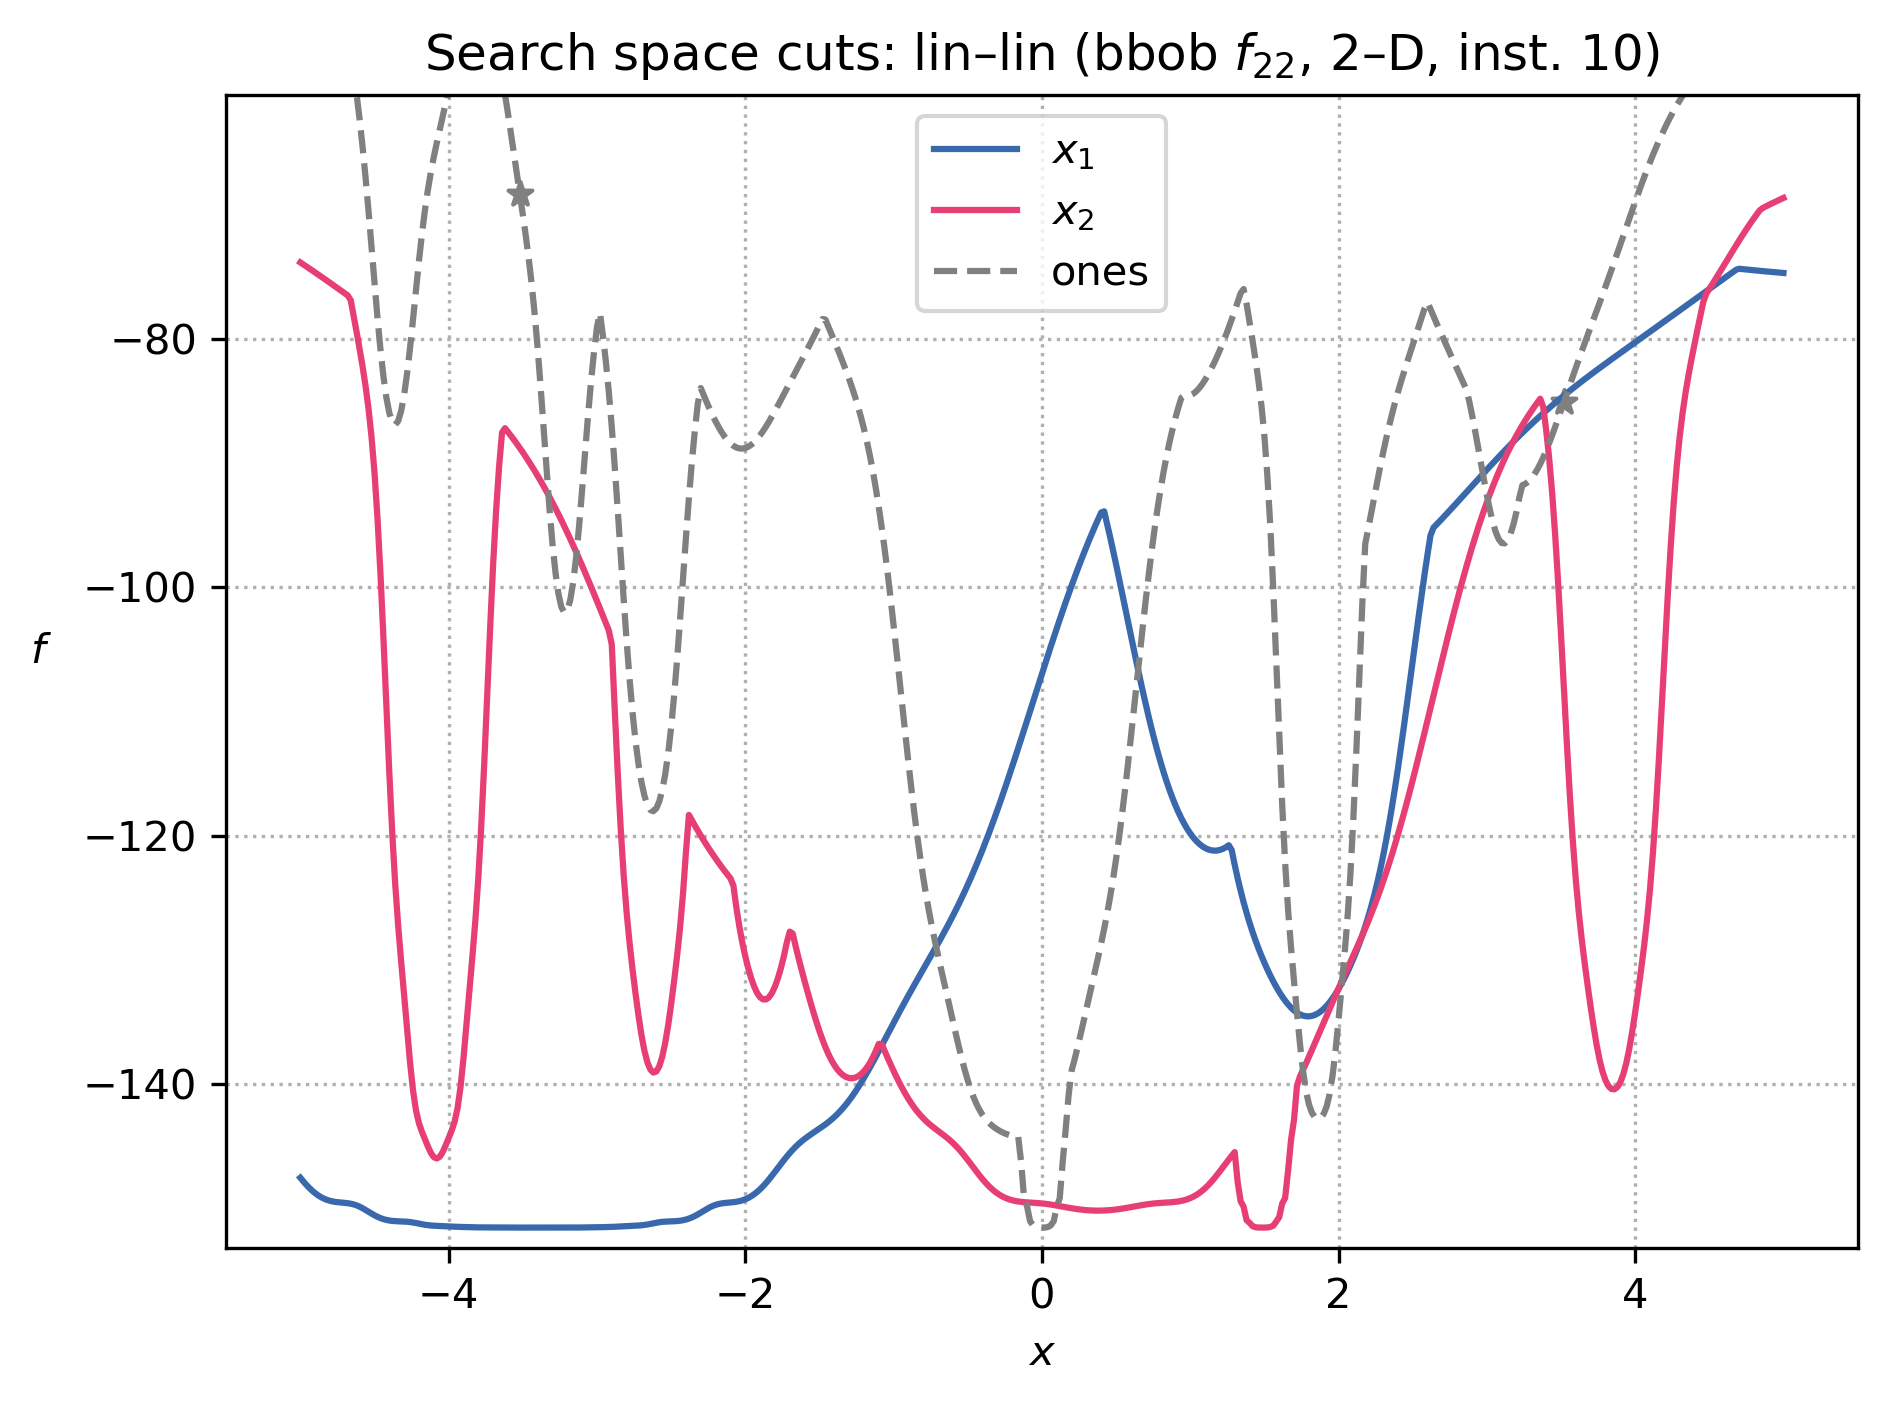 Search space cuts: lin–lin (bbob f₂₂, 2–D, inst. 10)
x₁
x₂
ones
−80
−100
−120
−140
f
−4
−2
0
2
4
x